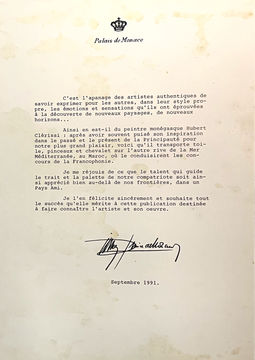 Palais de Monaco
C'est l'apanage des artistes authentiques de
savoir exprimer pour les autres, dans leur style pro-
pre, les émotions et sensations qu'ils ont éprouvées
à la découverte de nouveaux paysages, de nouveaux
horizons...
Ainsi en est-il du peintre monégasque Hubert
Clérissi : après avoir souvent puisé son inspiration
dans le passé et le présent de la Principauté pour
notre plus grand plaisir, voici qu'il transporte toi-
le, pinceaux et chevalet sur l'autre rive de la Mer
Méditerranée, au Maroc, où le conduisirent les con-
cours de la Francophonie.
Je me réjouis de ce que le talent qui guide
le trait et la palette de notre compatriote soit ain-
si apprécié bien au-delà de nos frontières, dans un
Pays Ami.
Je l'en félicite sincèrement et souhaite tout
le succès qu'elle mérite à cette publication destinée
à faire connaître l'artiste et son oeuvre.
Septembre 1991.